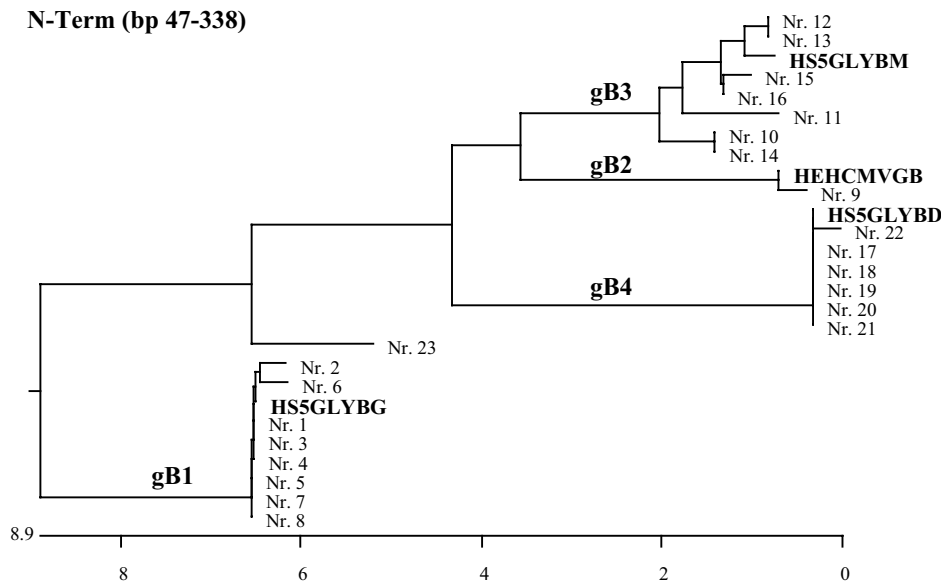 N-Term (bp 47-338)
Nr. 12
Nr. 13
HS5GLYBM
Nr. 15
Nr. 16
gB3
Nr. 11
Nr. 10
Nr. 14
gB2
HEHCMVGB
Nr. 9
HS5GLYBD
Nr. 22
Nr. 17
Nr. 18
Nr. 19
gB4
Nr. 20
Nr. 21
Nr. 23
Nr. 2
Nr. 6
HS5GLYBG
Nr. 1
Nr. 3
Nr. 4
gB1
Nr. 5
Nr. 7
Nr. 8
8.9
8 6 4 2 0